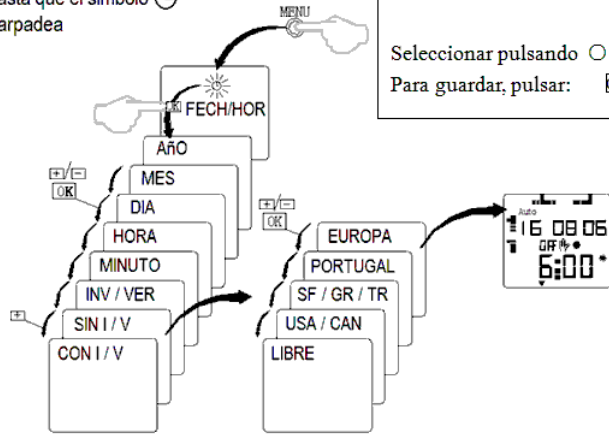 hasta que el símbolo
arpadea
MENU
Seleccionar pulsando
Para guardar, pulsar:
OK FECH/HOR
AñO
MES
DIA
HORA
MINUTO
INV / VER
SIN I / V
CON I / V
+/-
OK
+
+/-
OK
EUROPA
PORTUGAL
SF / GR / TR
USA / CAN
LIBRE
Auto
16 08 06
OFF
6:00